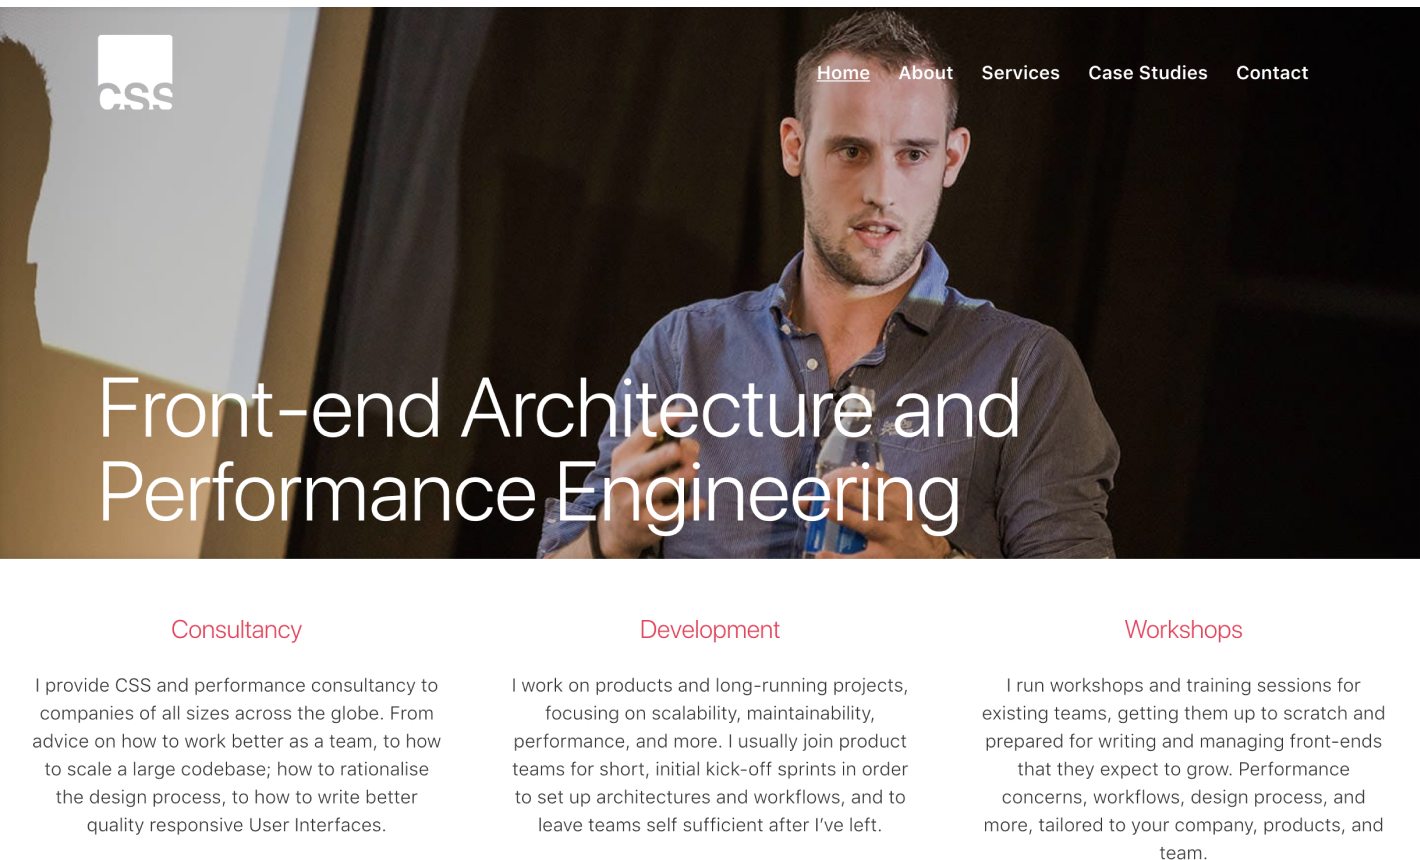 CSS
Home About Services Case Studies Contact
Front-end Architecture and
Performance Engineering
Consultancy
I provide CSS and performance consultancy to
companies of all sizes across the globe. From
advice on how to work better as a team, to how
to scale a large codebase; how to rationalise
the design process, to how to write better
quality responsive User Interfaces.
Development
I work on products and long-running projects,
focusing on scalability, maintainability,
performance, and more. I usually join product
teams for short, initial kick-off sprints in order
to set up architectures and workflows, and to
leave teams self sufficient after I’ve left.
Workshops
I run workshops and training sessions for
existing teams, getting them up to scratch and
prepared for writing and managing front-ends
that they expect to grow. Performance
concerns, workflows, design process, and
more, tailored to your company, products, and
team.